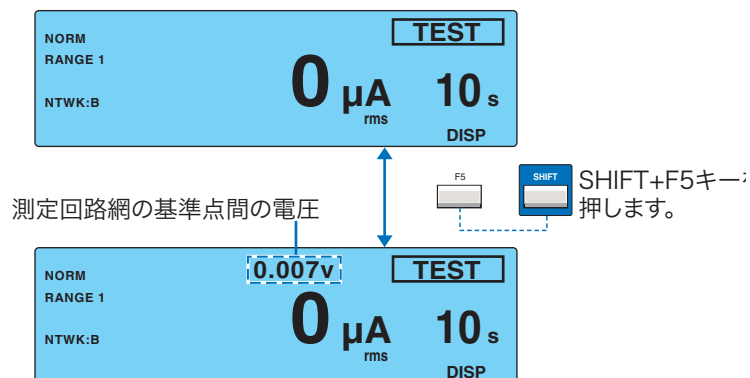 NORM
TEST
RANGE 1
0 µA rms
10 s
NTWK:B
DISP
F5
SHIFT
SHIFT+F5キーを
押します。
測定回路網の基準点間の電圧
NORM
0.007v
TEST
RANGE 1
0 µA rms
10 s
NTWK:B
DISP